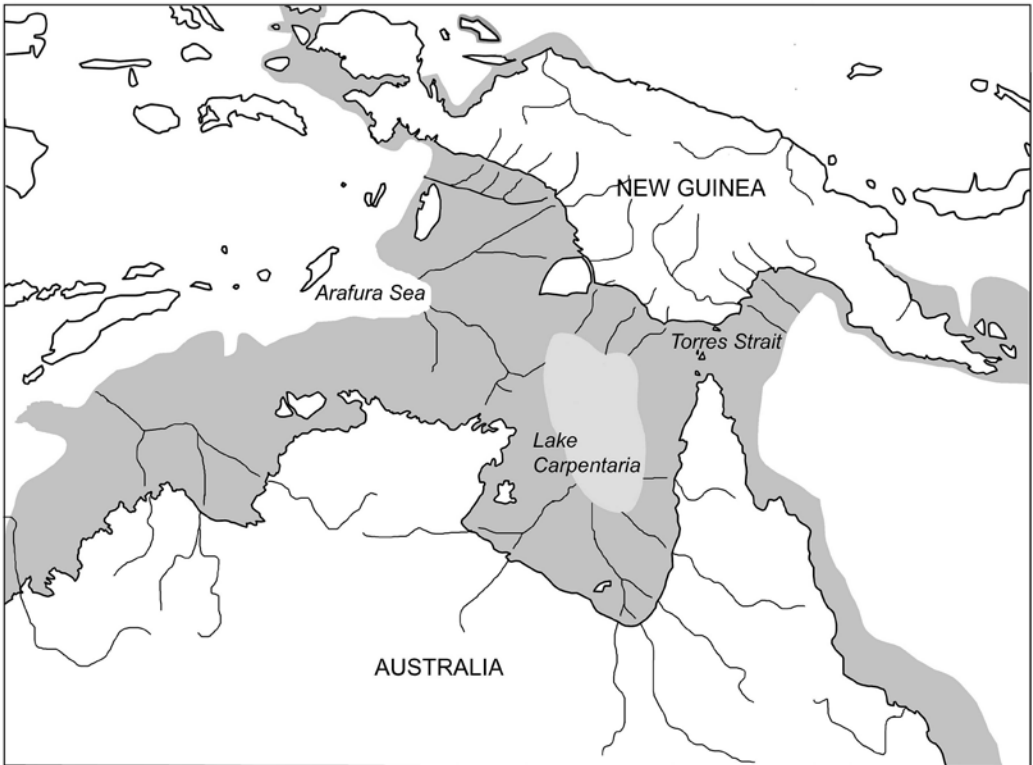 NEW GUINEA
Arafura Sea
Torres Strait
Lake
Carpentaria
AUSTRALIA